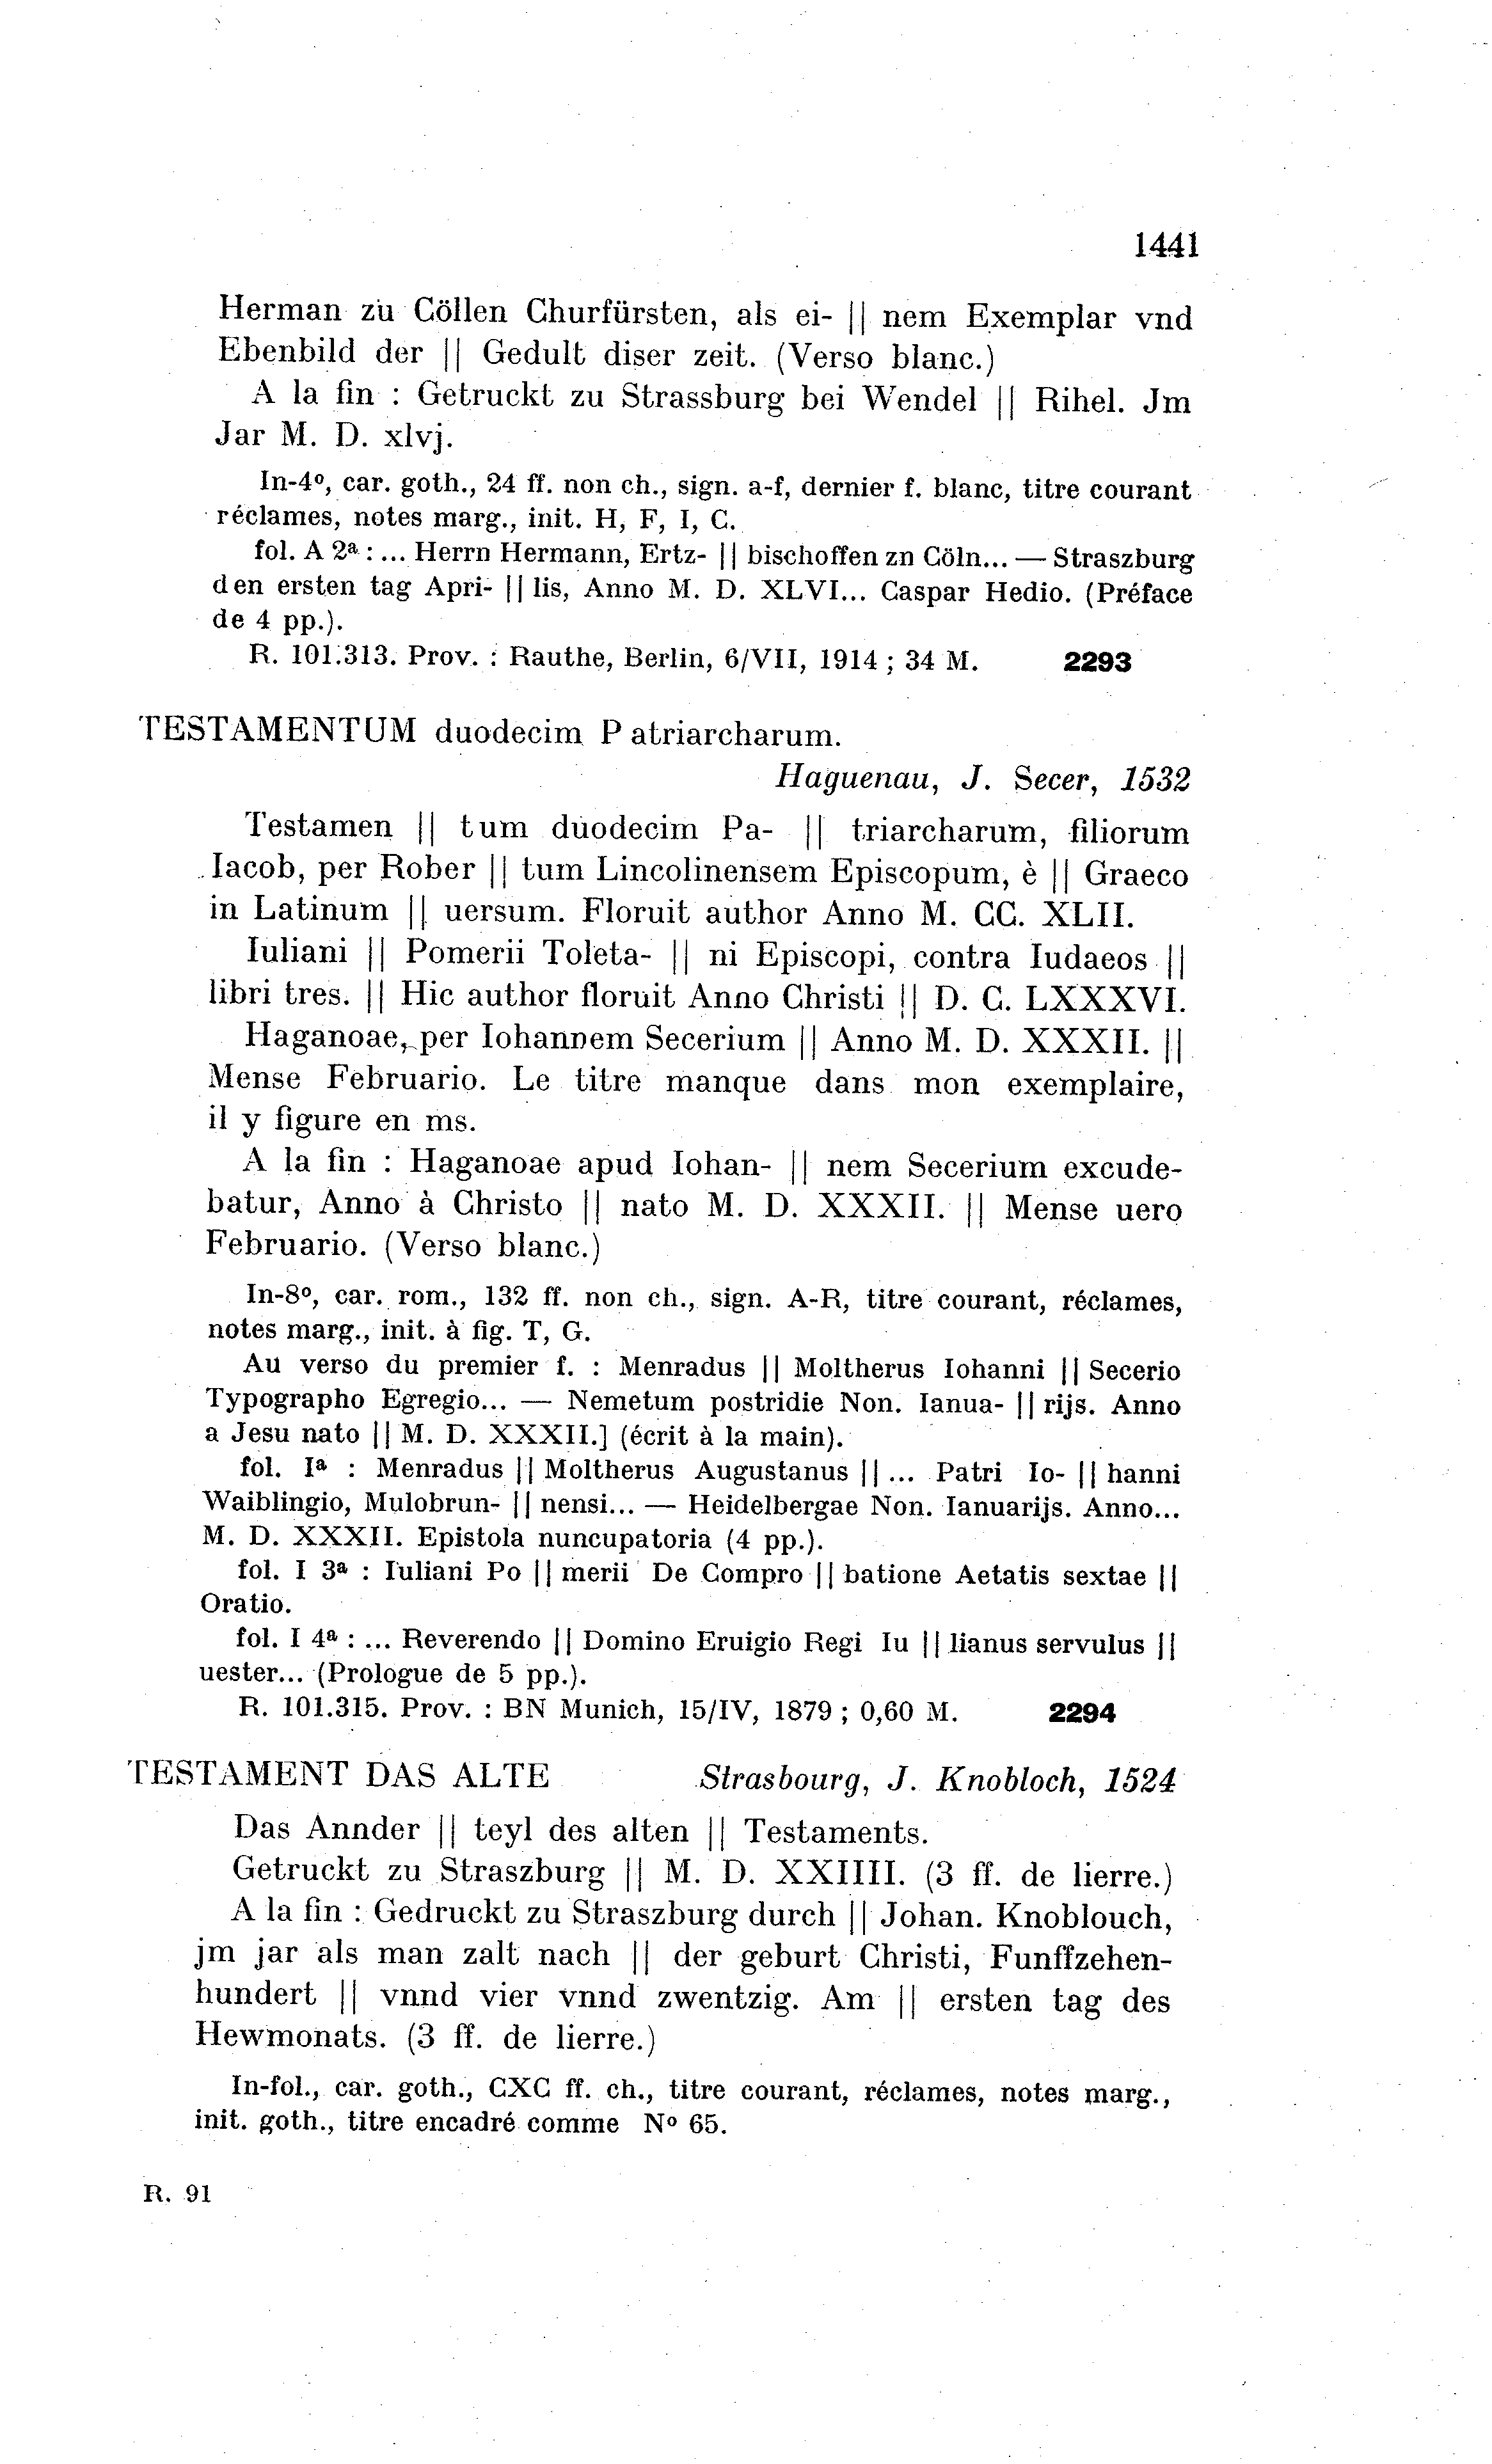 1441
Herman zu Cöllen Churfürsten, als ei- || nem Exemplar vnd
Ebenbild der || Gedult diser zeit. (Verso blanc.)
A la fin : Getruckt zu Strassburg bei Wendel || Rihel. Jm
Jar M. D. xlvj.
In-4º, car. goth., 24 ff. non ch., sign. a-f, dernier f. blanc, titre courant
réclames, notes marg., init. H, F, I, C.
fol. A 2ª : ... Herrn Hermann, Ertz- || bischoffen zn Cöln... — Straszburg
den ersten tag Apri- || lis, Anno M. D. XLVI... Caspar Hedio. (Préface
de 4 pp.).
R. 101.313. Prov. : Rauthe, Berlin, 6/VII, 1914 ; 34 M. 2293
TESTAMENTUM duodecim P atriarcharum.
Haguenau, J. Secer, 1532
Testamen || tum duodecim Pa- || triarcharum, filiorum
Iacob, per Rober || tum Lincolinensem Episcopum, è || Graeco
in Latinum || uersum. Floruit author Anno M. CC. XLII.
Iuliani || Pomerii Toleta- || ni Episcopi, contra Iudaeos ||
libri tres. || Hic author floruit Anno Christi || D. C. LXXXVI.
Haganoae, per Iohannem Secerium || Anno M. D. XXXII. ||
Mense Februario. Le titre manque dans mon exemplaire,
il y figure en ms.
A la fin : Haganoae apud Iohan- || nem Secerium excude-
batur, Anno à Christo || nato M. D. XXXII. || Mense uero
Februario. (Verso blanc.)
In-8º, car. rom., 132 ff. non ch., sign. A-R, titre courant, réclames,
notes marg., init. à fig. T, G.
Au verso du premier f. : Menradus || Moltherus Iohanni || Secerio
Typographo Egregio... — Nemetum postridie Non. Ianua- || rijs. Anno
a Jesu nato || M. D. XXXII.] (écrit à la main).
fol. Iª : Menradus || Moltherus Augustanus || ... Patri Io- || hanni
Waiblingio, Mulobrun- || nensi... — Heidelbergae Non. Ianuarijs. Anno...
M. D. XXXII. Epistola nuncupatoria (4 pp.).
fol. I 3ª : Iuliani Po || merii De Compro || batione Aetatis sextae ||
Oratio.
fol. I 4ª : ... Reverendo || Domino Eruigio Regi Iu || lianus servulus ||
uester... (Prologue de 5 pp.).
R. 101.315. Prov. : BN Munich, 15/IV, 1879 ; 0,60 M. 2294
TESTAMENT DAS ALTE Strasbourg, J. Knobloch, 1524
Das Annder || teyl des alten || Testaments.
Getruckt zu Straszburg || M. D. XXIIII. (3 ff. de lierre.)
A la fin : Gedruckt zu Straszburg durch || Johan. Knoblouch,
jm jar als man zalt nach || der geburt Christi, Funffzehen-
hundert || vnnd vier vnnd zwentzig. Am || ersten tag des
Hewmonats. (3 ff. de lierre.)
In-fol., car. goth., CXC ff. ch., titre courant, réclames, notes marg.,
init. goth., titre encadré comme Nº 65.
R. 91